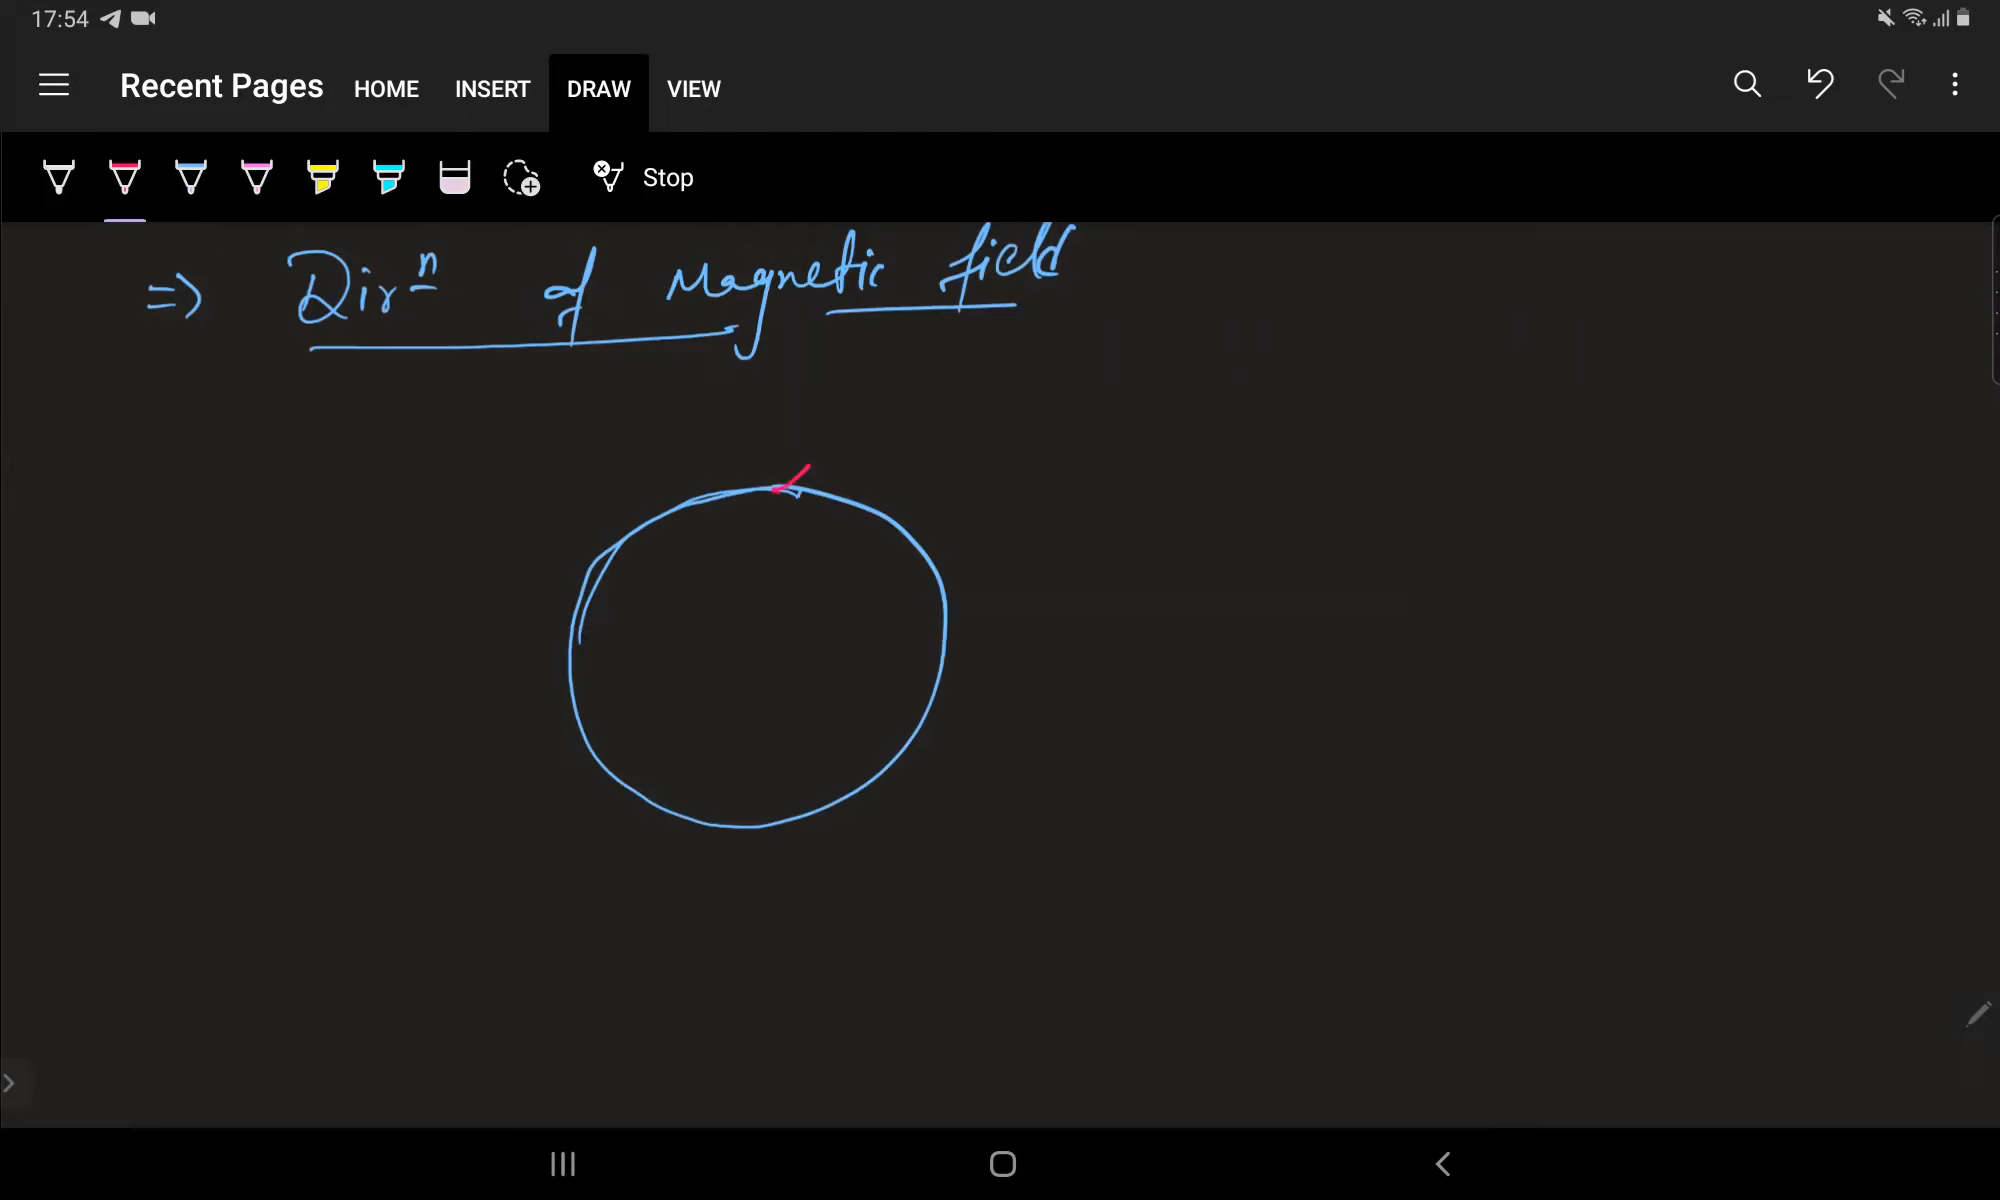 17:54
Recent Pages HOME INSERT DRAW VIEW
Stop
=> Dirⁿ of Magnetic field